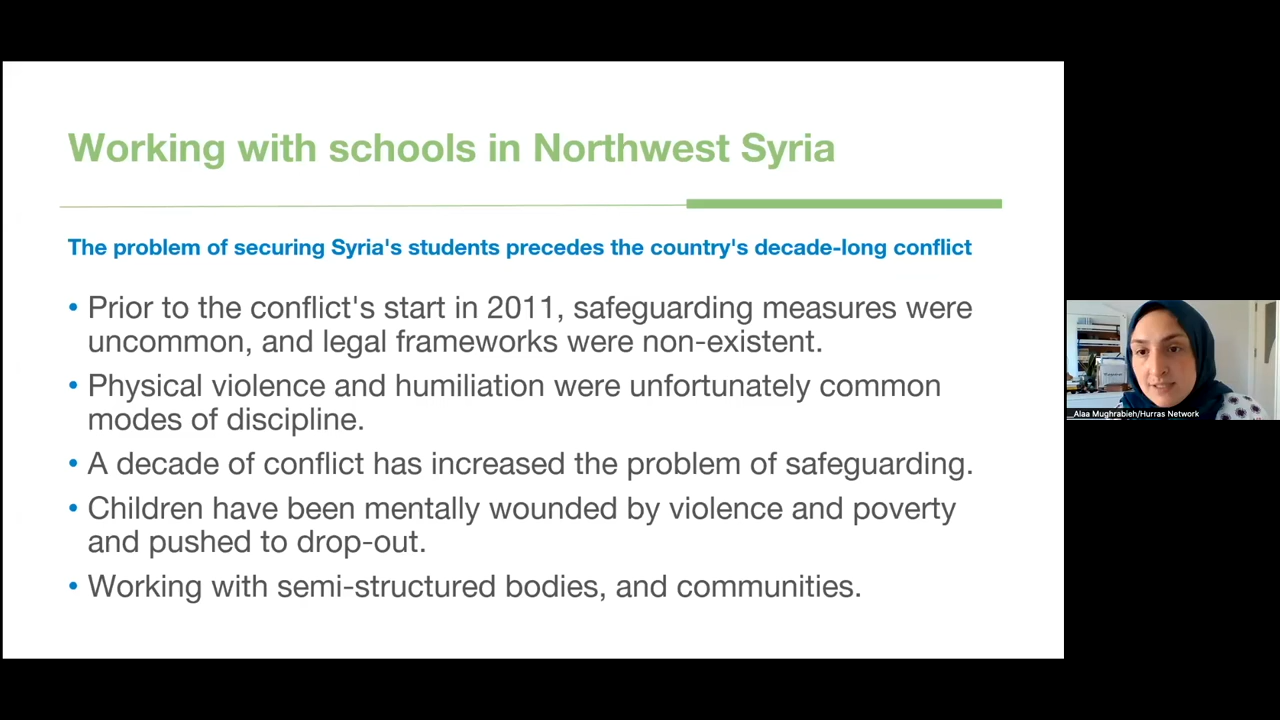 Working with schools in Northwest Syria
The problem of securing Syria's students precedes the country's decade-long conflict
• Prior to the conflict's start in 2011, safeguarding measures were
uncommon, and legal frameworks were non-existent.
• Physical violence and humiliation were unfortunately common
modes of discipline.
• A decade of conflict has increased the problem of safeguarding.
• Children have been mentally wounded by violence and poverty
and pushed to drop-out.
• Working with semi-structured bodies, and communities.
Alaa Mughrabieh/Hurras Network